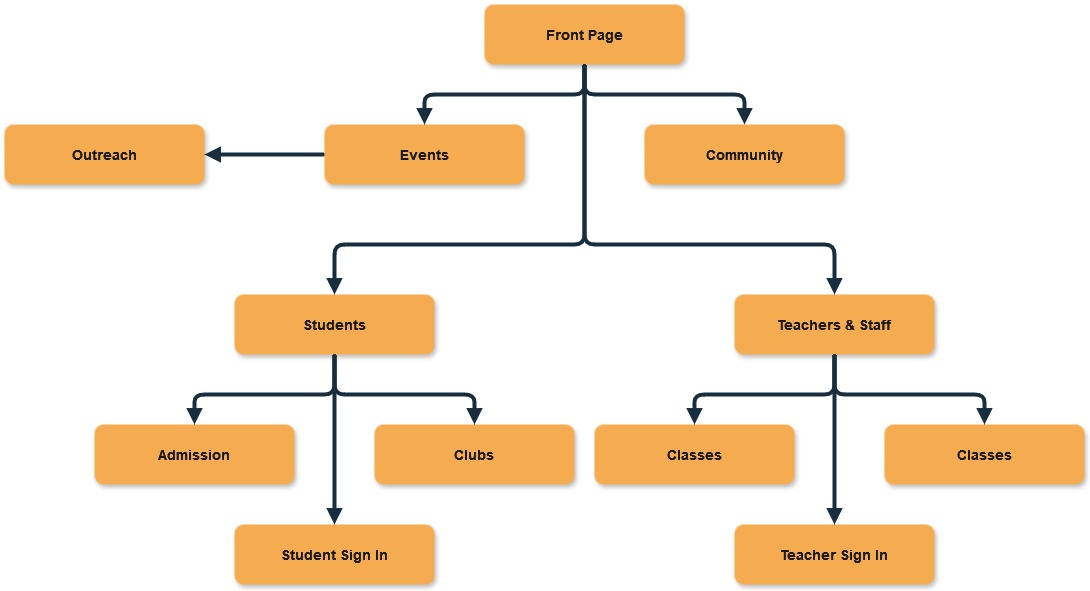 Front Page
Outreach
Events
Community
Students
Teachers & Staff
Admission
Clubs
Classes
Classes
Student Sign In
Teacher Sign In